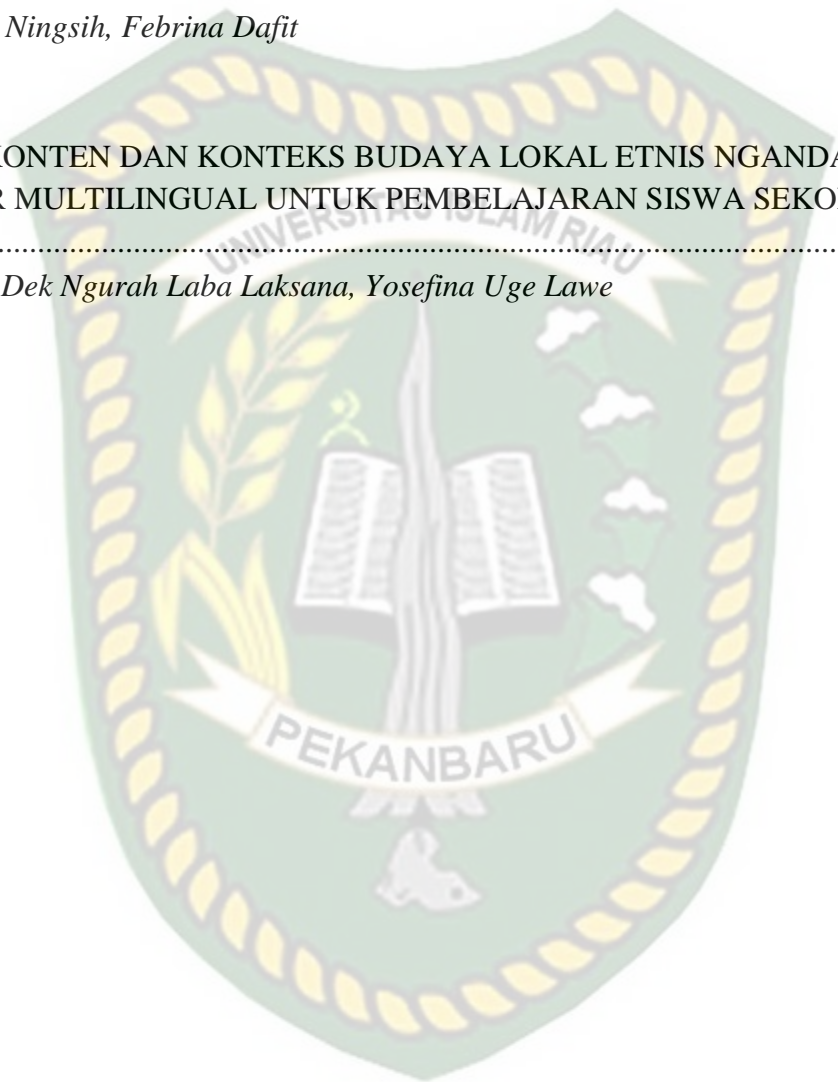 Ningsih, Febrina Dafit
KONTEN DAN KONTEKS BUDAYA LOKAL ETNIS NGANDA
R MULTILINGUAL UNTUK PEMBELAJARAN SISWA SEKO
................................................................................
Dek Ngurah Laba Laksana, Yosefina Uge Lawe
UNIVERSITAS ISLAM RIAU
PEKANBARU